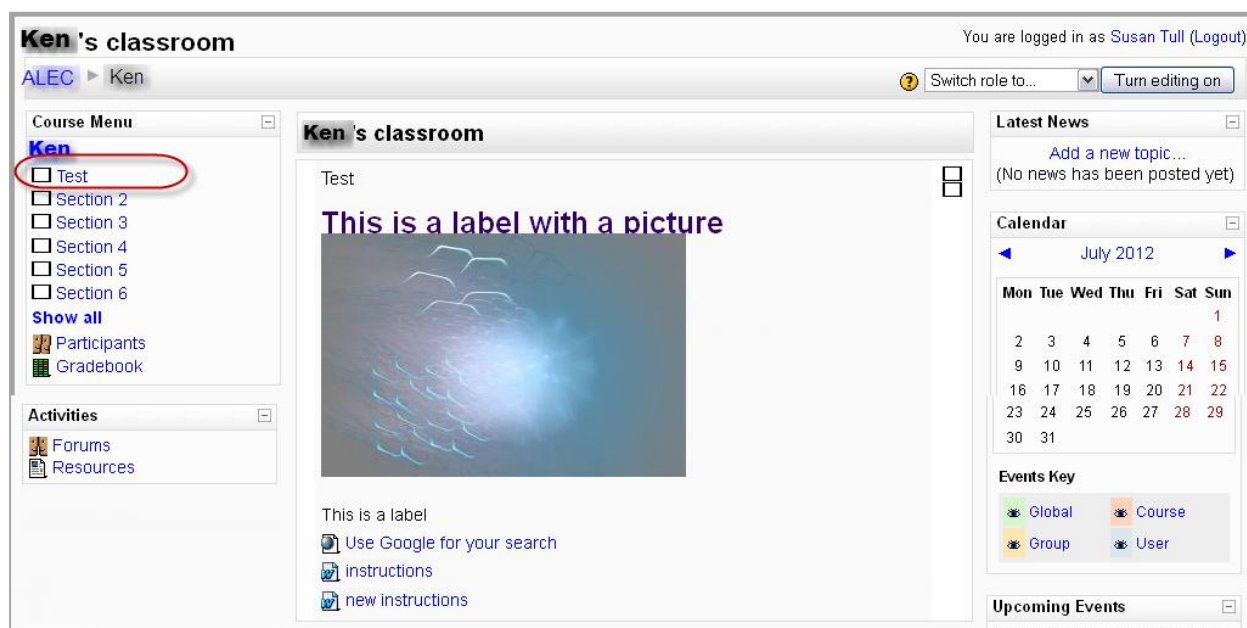 Ken 's classroom
You are logged in as Susan Tull (Logout)
ALEC ► Ken
Switch role to... Turn editing on
Course Menu
Ken
Test
Section 2
Section 3
Section 4
Section 5
Section 6
Show all
Participants
Gradebook
Activities
Forums
Resources
Ken 's classroom
Test
This is a label with a picture
This is a label
Use Google for your search
instructions
new instructions
Latest News
Add a new topic...
(No news has been posted yet)
Calendar
◄ July 2012 ►
Mon Tue Wed Thu Fri Sat Sun
1
2 3 4 5 6 7 8
9 10 11 12 13 14 15
16 17 18 19 20 21 22
23 24 25 26 27 28 29
30 31
Events Key
Global Course
Group User
Upcoming Events